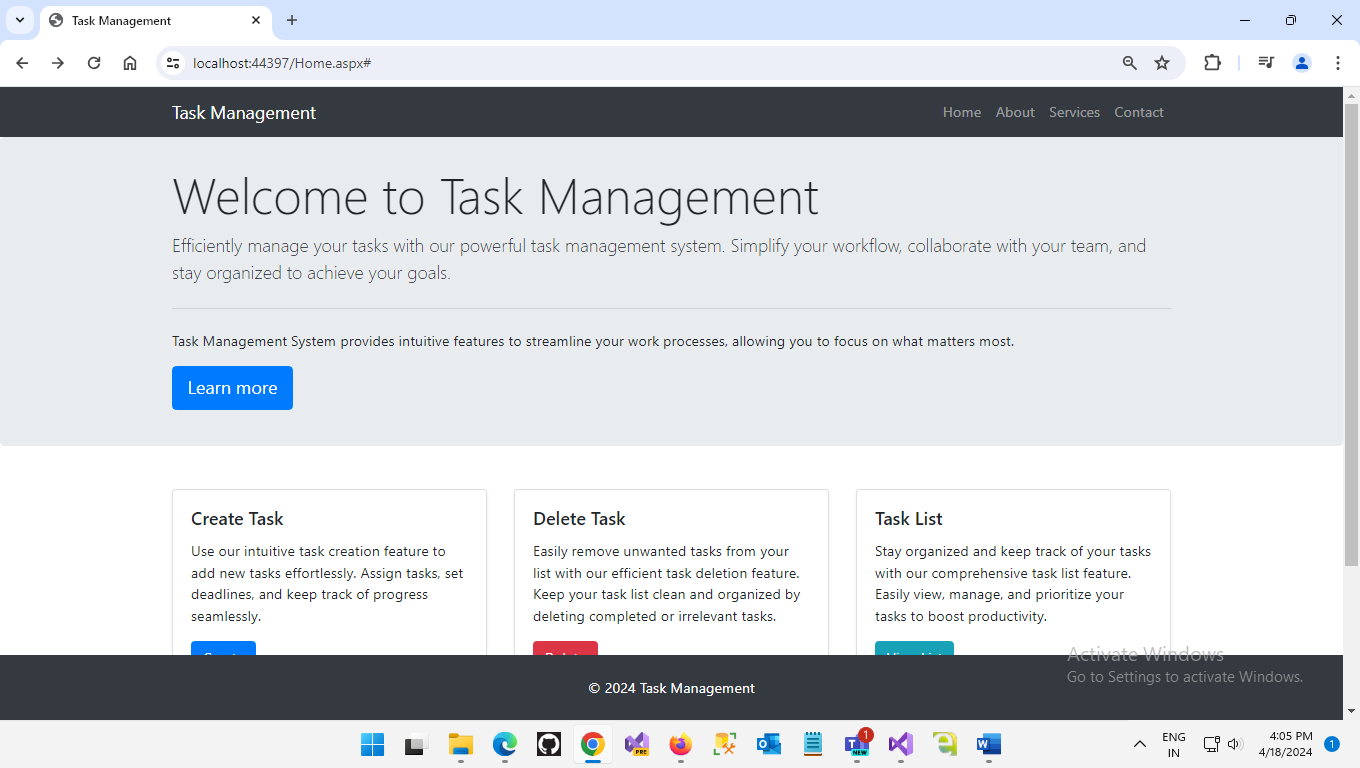 Task Management
localhost:44397/Home.aspx#
Task Management
Home About Services Contact
Welcome to Task Management
Efficiently manage your tasks with our powerful task management system. Simplify your workflow, collaborate with your team, and
stay organized to achieve your goals.
Task Management System provides intuitive features to streamline your work processes, allowing you to focus on what matters most.
Learn more
Create Task
Use our intuitive task creation feature to
add new tasks effortlessly. Assign tasks, set
deadlines, and keep track of progress
seamlessly.
Delete Task
Easily remove unwanted tasks from your
list with our efficient task deletion feature.
Keep your task list clean and organized by
deleting completed or irrelevant tasks.
Task List
Stay organized and keep track of your tasks
with our comprehensive task list feature.
Easily view, manage, and prioritize your
tasks to boost productivity.
Activate Windows
Go to Settings to activate Windows.
© 2024 Task Management
PRE
1
NEW
ENG
IN
4:05 PM
4/18/2024
1